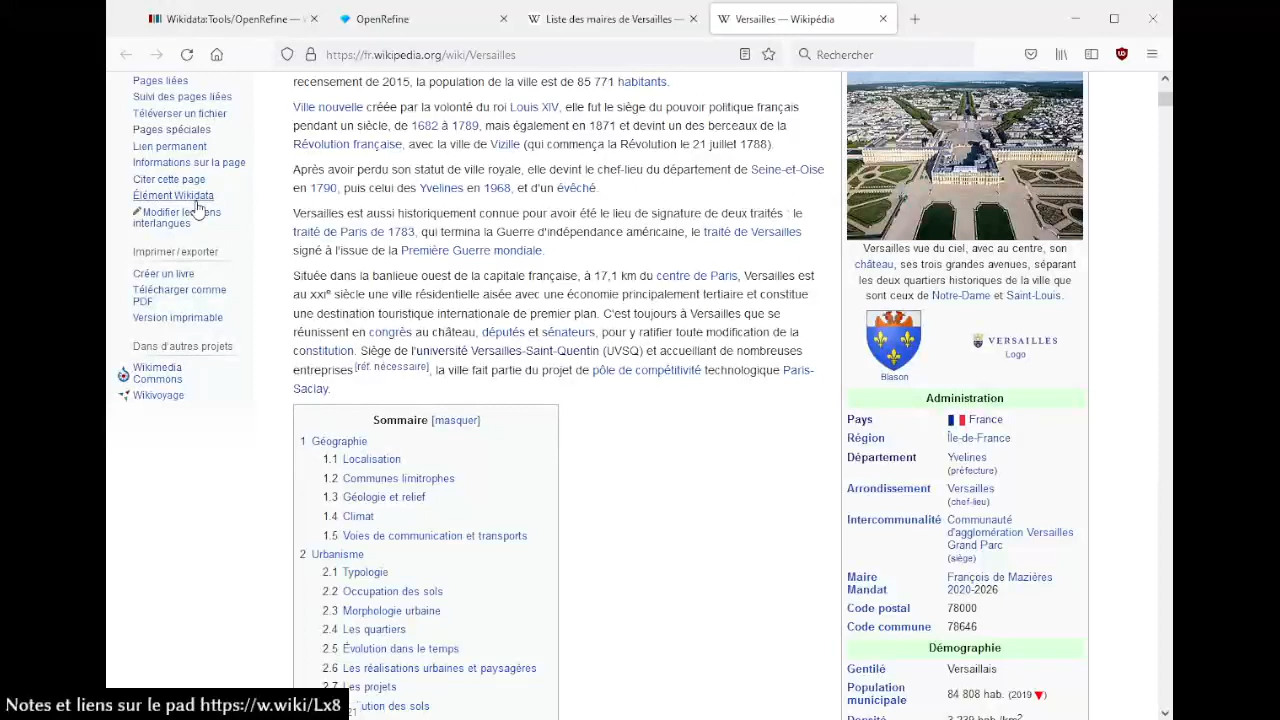 Wikidata:Tools/OpenRefine —
OpenRefine
Liste des maires de Versailles —
Versailles — Wikipédia
https://fr.wikipedia.org/wiki/Versailles
Rechercher
Pages liées
Suivi des pages liées
Téléverser un fichier
Pages spéciales
Lien permanent
Informations sur la page
Citer cette page
Élément Wikidata
Modifier les liens
interlangues
Imprimer / exporter
Créer un livre
Télécharger comme
PDF
Version imprimable
Dans d'autres projets
Wikimedia
Commons
Wikivoyage
recensement de 2015, la population de la ville est de 85 771 habitants.
Ville nouvelle créée par la volonté du roi Louis XIV, elle fut le siège du pouvoir politique français
pendant un siècle, de 1682 à 1789, mais également en 1871 et devint un des berceaux de la
Révolution française, avec la ville de Vizille (qui commença la Révolution le 21 juillet 1788).
Après avoir perdu son statut de ville royale, elle devint le chef-lieu du département de Seine-et-Oise
en 1790, puis celui des Yvelines en 1968, et d'un évêché.
Versailles est aussi historiquement connue pour avoir été le lieu de signature de deux traités : le
traité de Paris de 1783, qui termina la Guerre d'indépendance américaine, le traité de Versailles
signé à l'issue de la Première Guerre mondiale.
Située dans la banlieue ouest de la capitale française, à 17,1 km du centre de Paris, Versailles est
au XXIe siècle une ville résidentielle aisée avec une économie principalement tertiaire et constitue
une destination touristique internationale de premier plan. C'est toujours à Versailles que se
réunissent en congrès au château, députés et sénateurs, pour y ratifier toute modification de la
constitution. Siège de l'université Versailles-Saint-Quentin (UVSQ) et accueillant de nombreuses
entreprises[réf. nécessaire], la ville fait partie du projet de pôle de compétitivité technologique Paris-
Saclay.
Sommaire [masquer]
1 Géographie
1.1 Localisation
1.2 Communes limitrophes
1.3 Géologie et relief
1.4 Climat
1.5 Voies de communication et transports
2 Urbanisme
2.1 Typologie
2.2 Occupation des sols
2.3 Morphologie urbaine
2.4 Les quartiers
2.5 Évolution dans le temps
2.6 Les réalisations urbaines et paysagères
2.7 Les projets
ution des sols
Versailles vue du ciel, avec au centre, son
château, ses trois grandes avenues, séparant
les deux quartiers historiques de la ville que
sont ceux de Notre-Dame et Saint-Louis.
VERSAILLES
Blason
Logo
Administration
Pays France
Région Île-de-France
Département Yvelines
(préfecture)
Arrondissement Versailles
(chef-lieu)
Intercommunalité Communauté
d'agglomération Versailles
Grand Parc
(siège)
Maire François de Mazières
Mandat 2020-2026
Code postal 78000
Code commune 78646
Démographie
Gentilé Versaillais
Population
municipale 84 808 hab. (2019 ▼)
Densité 3 239 hab./km2
Notes et liens sur le pad https://w.wiki/Lx8